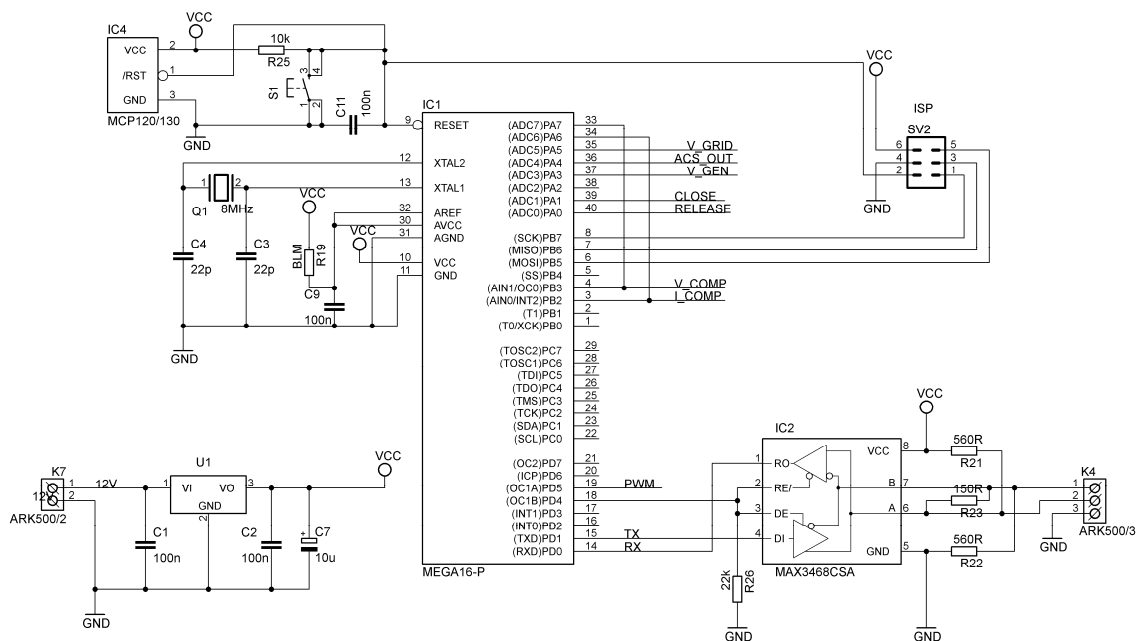 IC4
VCC
VCC 2
/RST 1
GND 3
MCP120/130
GND
10k
R25
S1
3 4
1 2
C11
100n
VCC
ISP
SV2
6 5
4 3
2 1
GND
IC1
9 RESET
12 XTAL2
13 XTAL1
32 AREF
30 AVCC
31 AGND
10 VCC
11 GND
(ADC7)PA7 33
(ADC6)PA6 34
(ADC5)PA5 35 V_GRID
(ADC4)PA4 36 ACS_OUT
(ADC3)PA3 37 V_GEN
(ADC2)PA2 38
(ADC1)PA1 39 CLOSE
(ADC0)PA0 40 RELEASE
(SCK)PB7 8
(MISO)PB6 7
(MOSI)PB5 6
(SS)PB4 5
(AIN1/OC0)PB3 4 V_COMP
(AIN0/INT2)PB2 3 I_COMP
(T1)PB1 2
(T0/XCK)PB0 1
(TOSC2)PC7 29
(TOSC1)PC6 28
(TDI)PC5 27
(TDO)PC4 26
(TMS)PC3 25
(TCK)PC2 24
(SDA)PC1 23
(SCL)PC0 22
(OC2)PD7 21
(ICP)PD6 20
(OC1A)PD5 19 PWM
(OC1B)PD4 18
(INT1)PD3 17
(INT0)PD2 16
(TXD)PD1 15 TX
(RXD)PD0 14 RX
MEGA16-P
1 2
Q1
8MHz
C4
22p
C3
22p
VCC
BLM
R19
VCC
C9
100n
GND
K7
1 12V
12V 2
ARK500/2
U1
1 VI VO 3
GND
2
C1
100n
C2
100n
+
C7
10u
VCC
GND
IC2
1 RO
2 RE/
3 DE
4 DI
VCC 8
B 7
A 6
GND 5
MAX3468CSA
22k
R26
GND
VCC
560R
R21
150R
R23
560R
R22
GND
K4
1
2
3
ARK500/3
GND